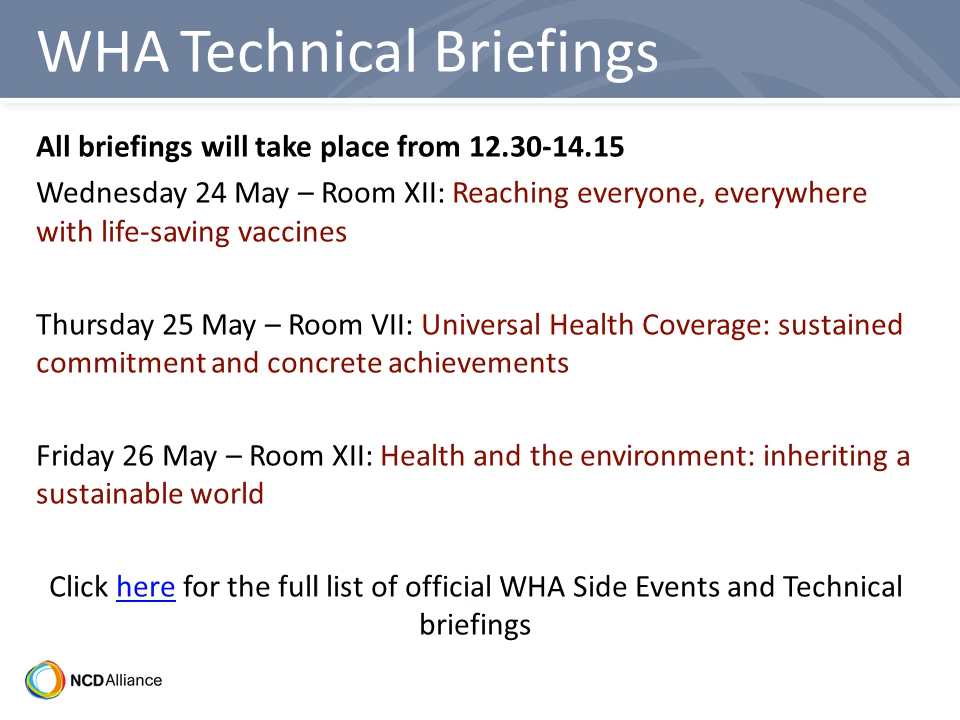 WHA Technical Briefings
All briefings will take place from 12.30-14.15
Wednesday 24 May – Room XII: Reaching everyone, everywhere
with life-saving vaccines
Thursday 25 May – Room VII: Universal Health Coverage: sustained
commitment and concrete achievements
Friday 26 May – Room XII: Health and the environment: inheriting a
sustainable world
Click here for the full list of official WHA Side Events and Technical
briefings
NCDAlliance